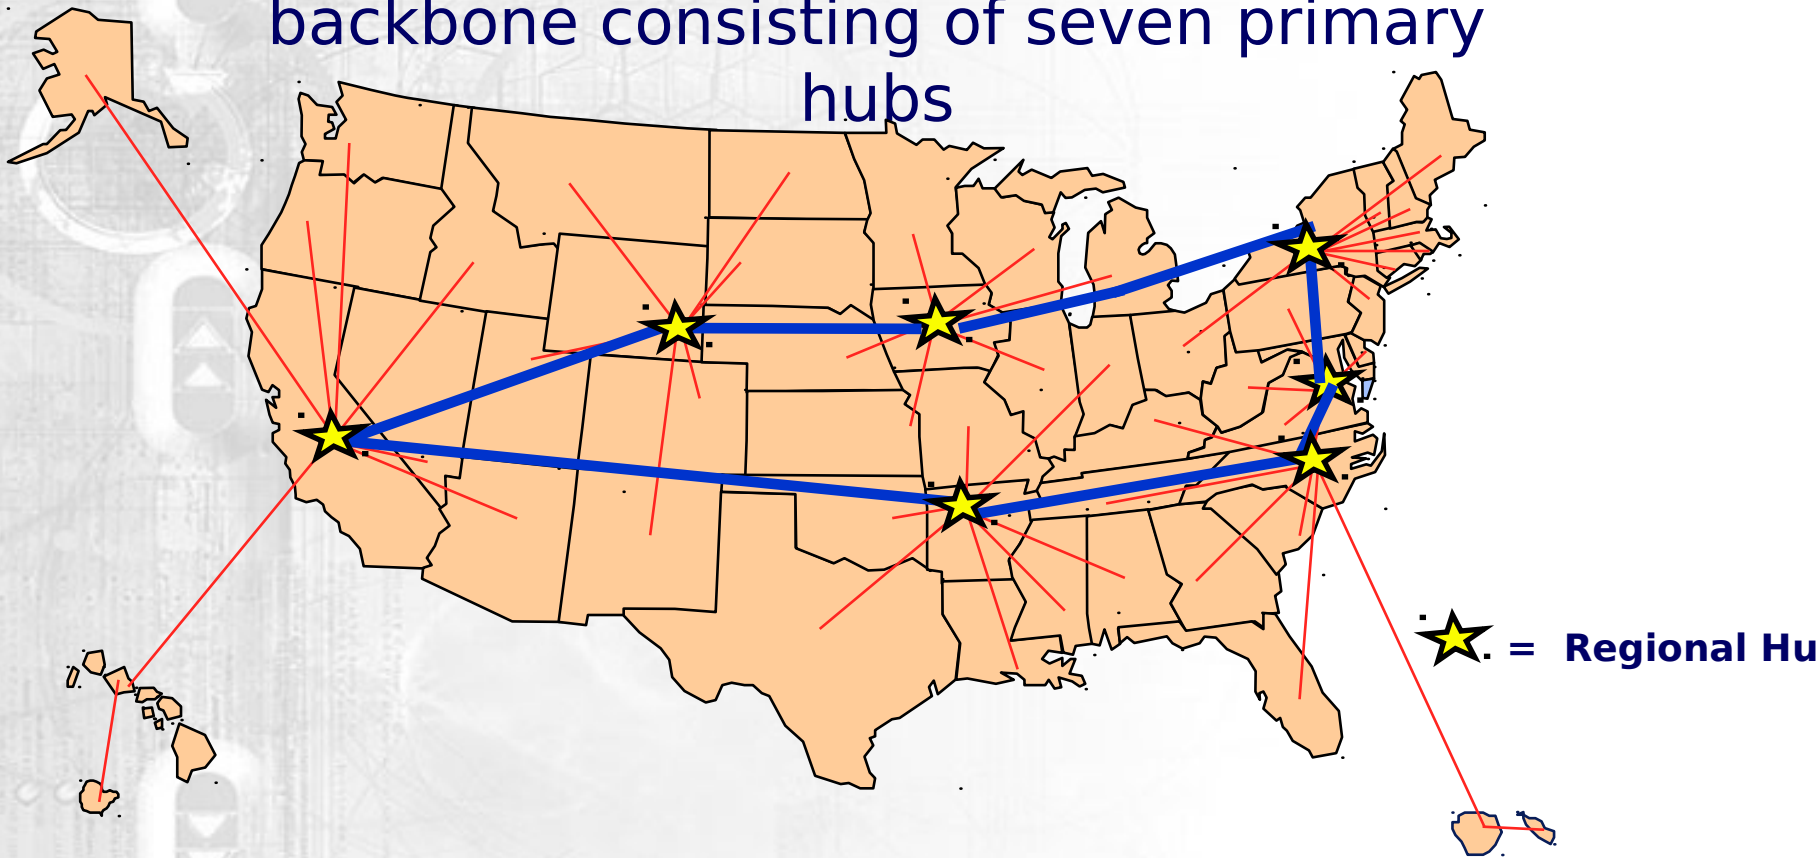 backbone consisting of seven primary
hubs
= Regional Hu